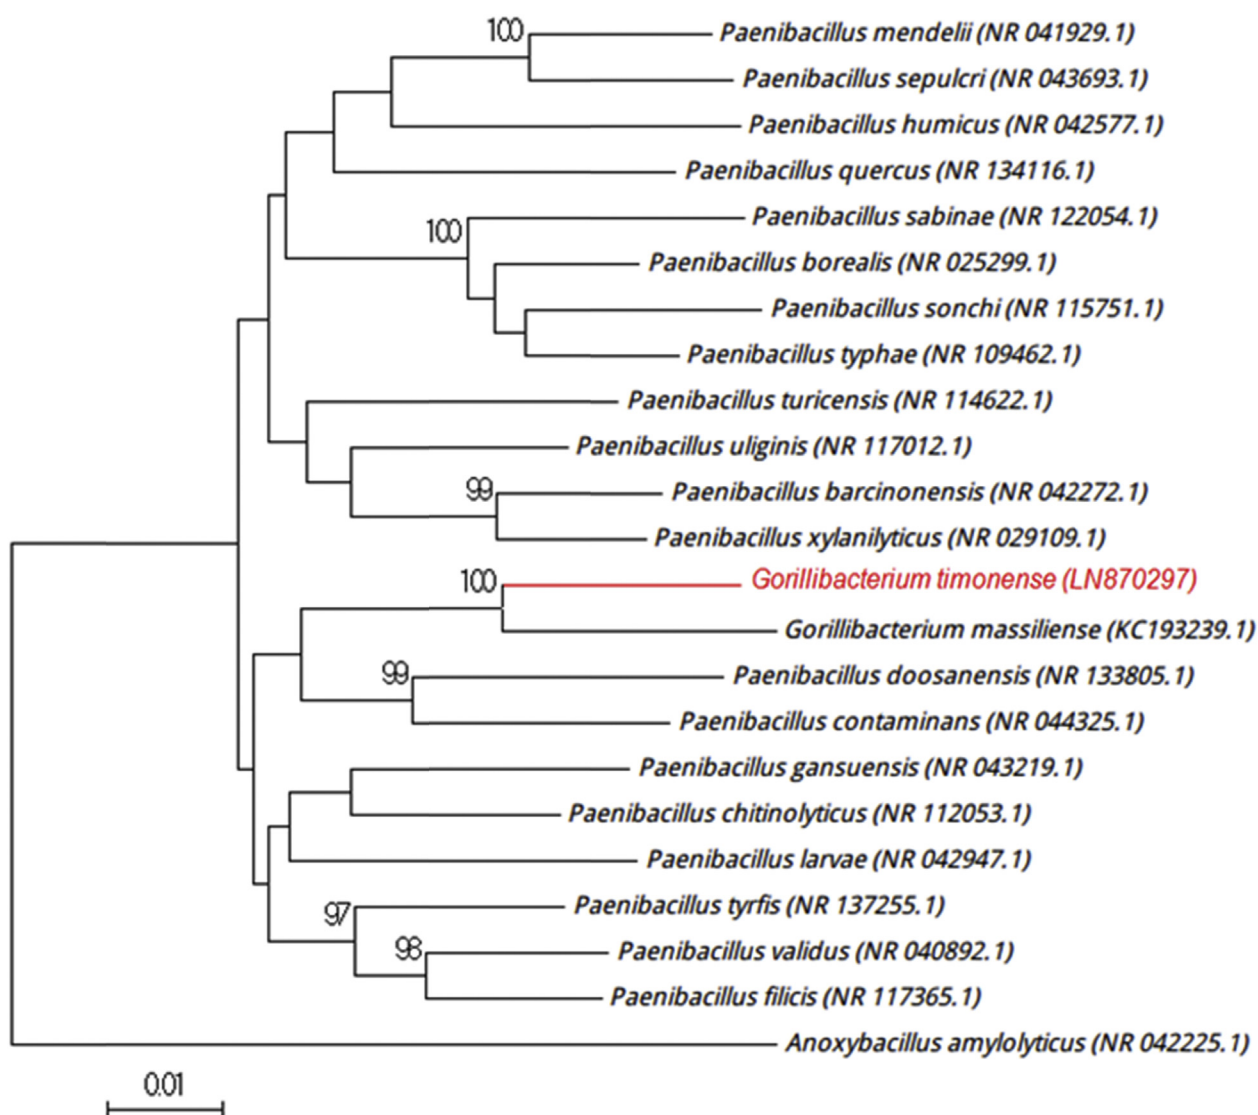 100
Paenibacillus mendelii (NR 041929.1)
Paenibacillus sepulcri (NR 043693.1)
Paenibacillus humicus (NR 042577.1)
Paenibacillus quercus (NR 134116.1)
Paenibacillus sabinae (NR 122054.1)
100
Paenibacillus borealis (NR 025299.1)
Paenibacillus sonchi (NR 115751.1)
Paenibacillus typhae (NR 109462.1)
Paenibacillus turicensis (NR 114622.1)
Paenibacillus uliginis (NR 117012.1)
99
Paenibacillus barcinonensis (NR 042272.1)
Paenibacillus xylanilyticus (NR 029109.1)
100
Gorillibacterium timonense (LN870297)
Gorillibacterium massiliense (KC193239.1)
99
Paenibacillus doosanensis (NR 133805.1)
Paenibacillus contaminans (NR 044325.1)
Paenibacillus gansuensis (NR 043219.1)
Paenibacillus chitinolyticus (NR 112053.1)
Paenibacillus larvae (NR 042947.1)
97
Paenibacillus tyrfis (NR 137255.1)
98
Paenibacillus validus (NR 040892.1)
Paenibacillus filicis (NR 117365.1)
Anoxybacillus amylolyticus (NR 042225.1)
0.01